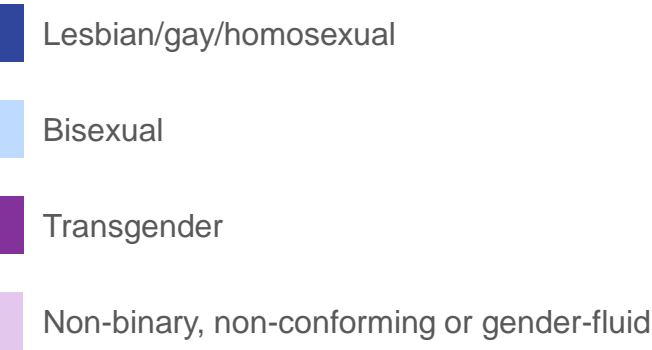 Lesbian/gay/homosexual
Bisexual
Transgender
Non-binary, non-conforming or gender-fluid